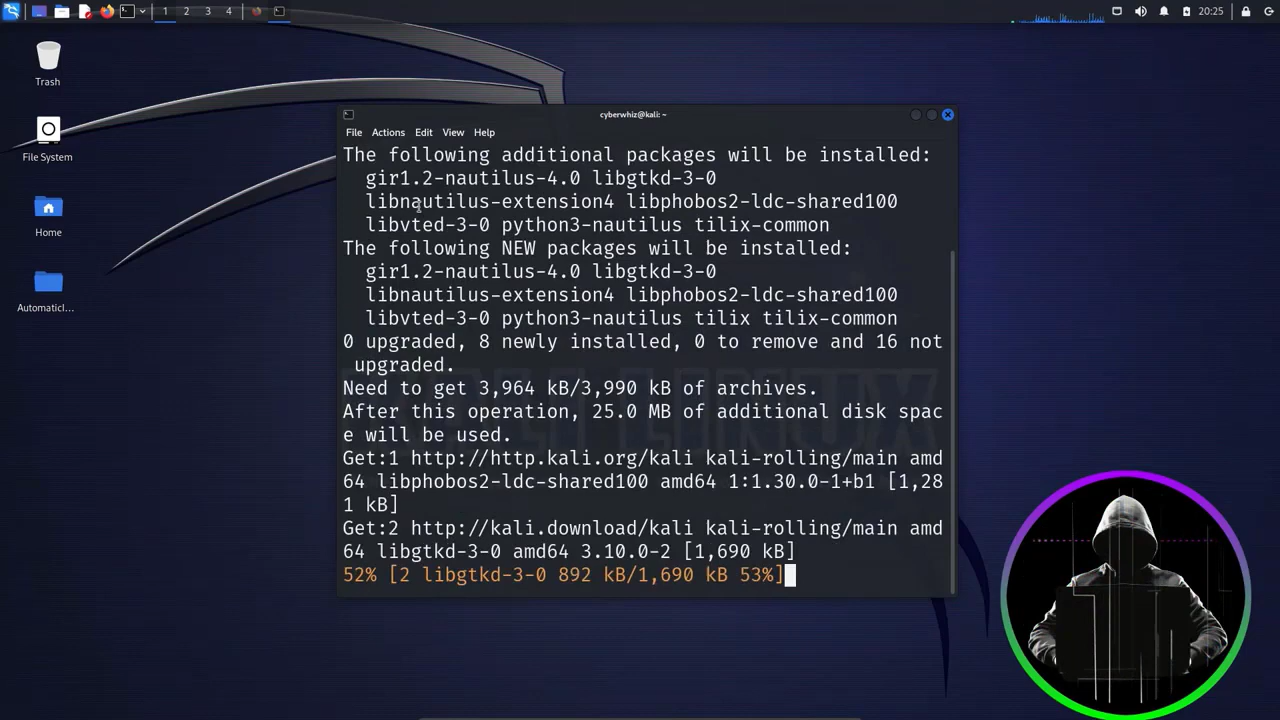 1 2 3 4
20:25
Trash
File System
Home
AutomaticI...
cyberwhiz@kali: ~
File Actions Edit View Help
The following additional packages will be installed:
gir1.2-nautilus-4.0 libgtkd-3-0
libnautilus-extension4 libphobos2-ldc-shared100
libvted-3-0 python3-nautilus tilix-common
The following NEW packages will be installed:
gir1.2-nautilus-4.0 libgtkd-3-0
libnautilus-extension4 libphobos2-ldc-shared100
libvted-3-0 python3-nautilus tilix tilix-common
0 upgraded, 8 newly installed, 0 to remove and 16 not
upgraded.
Need to get 3,964 kB/3,990 kB of archives.
After this operation, 25.0 MB of additional disk spac
e will be used.
Get:1 http://http.kali.org/kali kali-rolling/main amd
64 libphobos2-ldc-shared100 amd64 1:1.30.0-1+b1 [1,28
1 kB]
Get:2 http://kali.download/kali kali-rolling/main amd
64 libgtkd-3-0 amd64 3.10.0-2 [1,690 kB]
52% [2 libgtkd-3-0 892 kB/1,690 kB 53%]